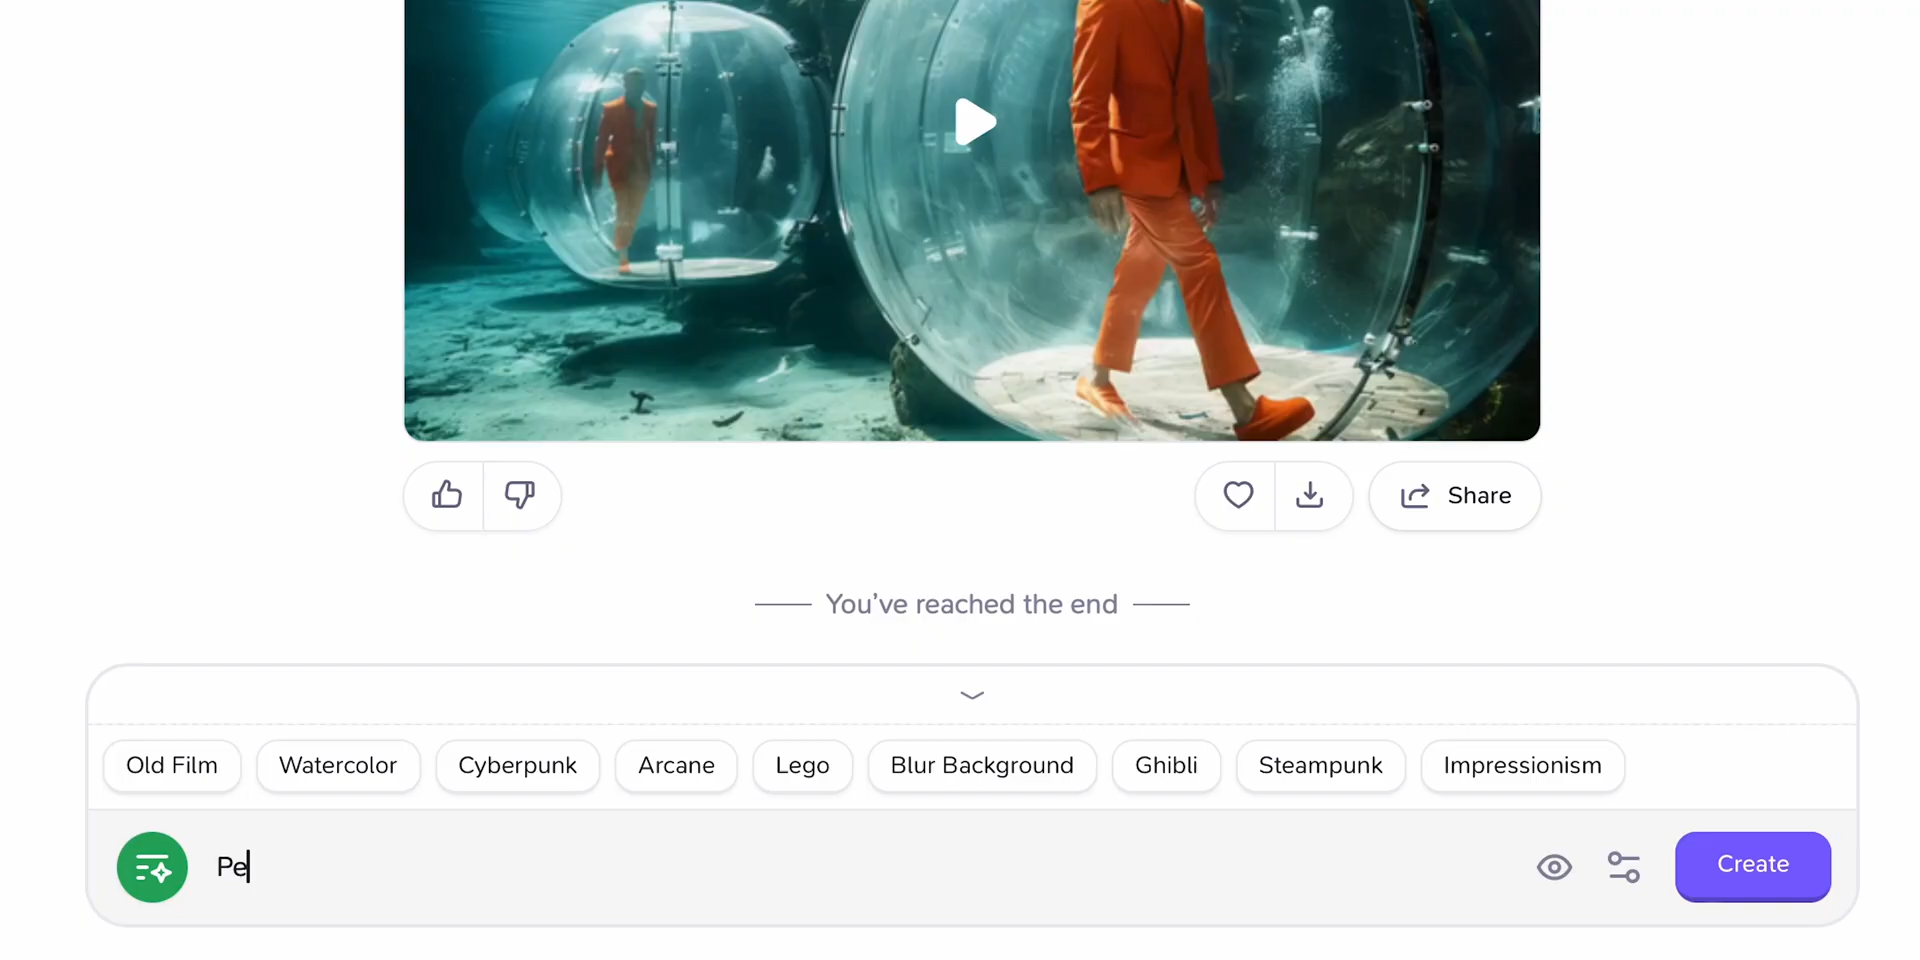 Share
You've reached the end
Old Film Watercolor Cyberpunk Arcane Lego Blur Background Ghibli Steampunk Impressionism
Pe
Create